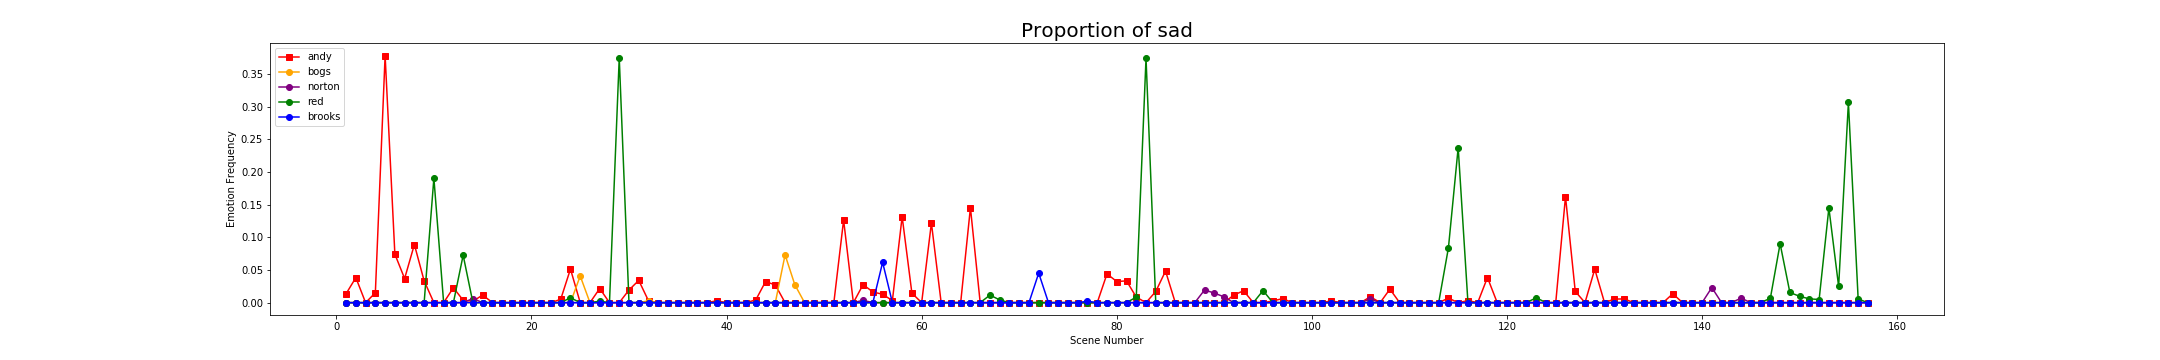 Proportion of sad
andy
bogs
norton
red
brooks
Emotion Frequency
0.35
0.30
0.25
0.20
0.15
0.10
0.05
0.00
0 20 40 60 80 100 120 140 160
Scene Number